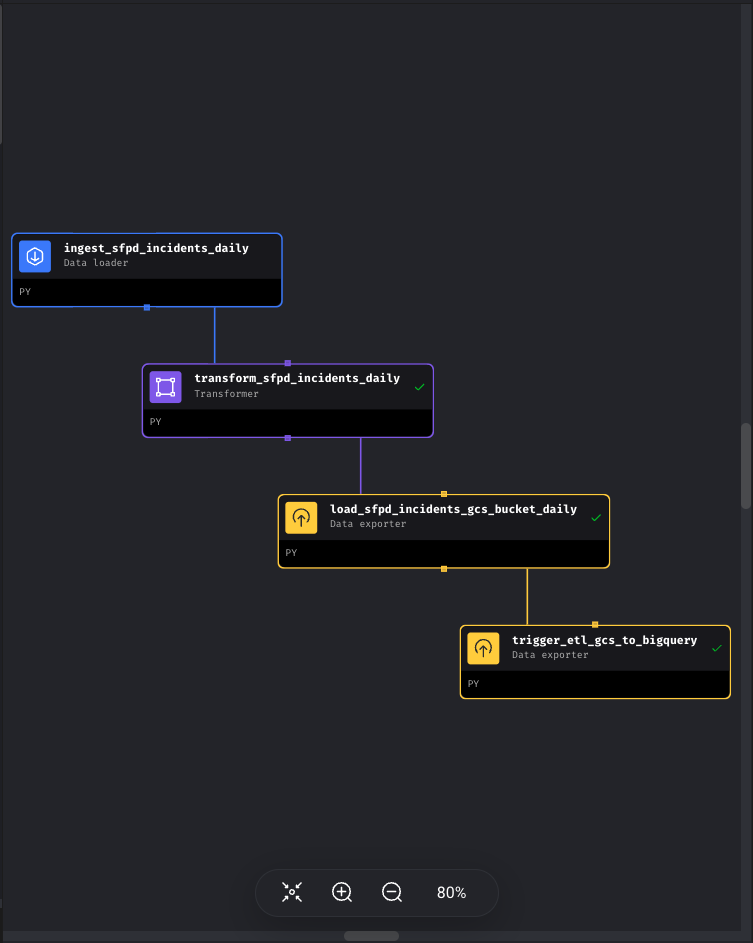 ingest_sfpd_incidents_daily
Data loader
PY
transform_sfpd_incidents_daily
Transformer
PY
load_sfpd_incidents_gcs_bucket_daily
Data exporter
PY
trigger_etl_gcs_to_bigquery
Data exporter
PY
80%